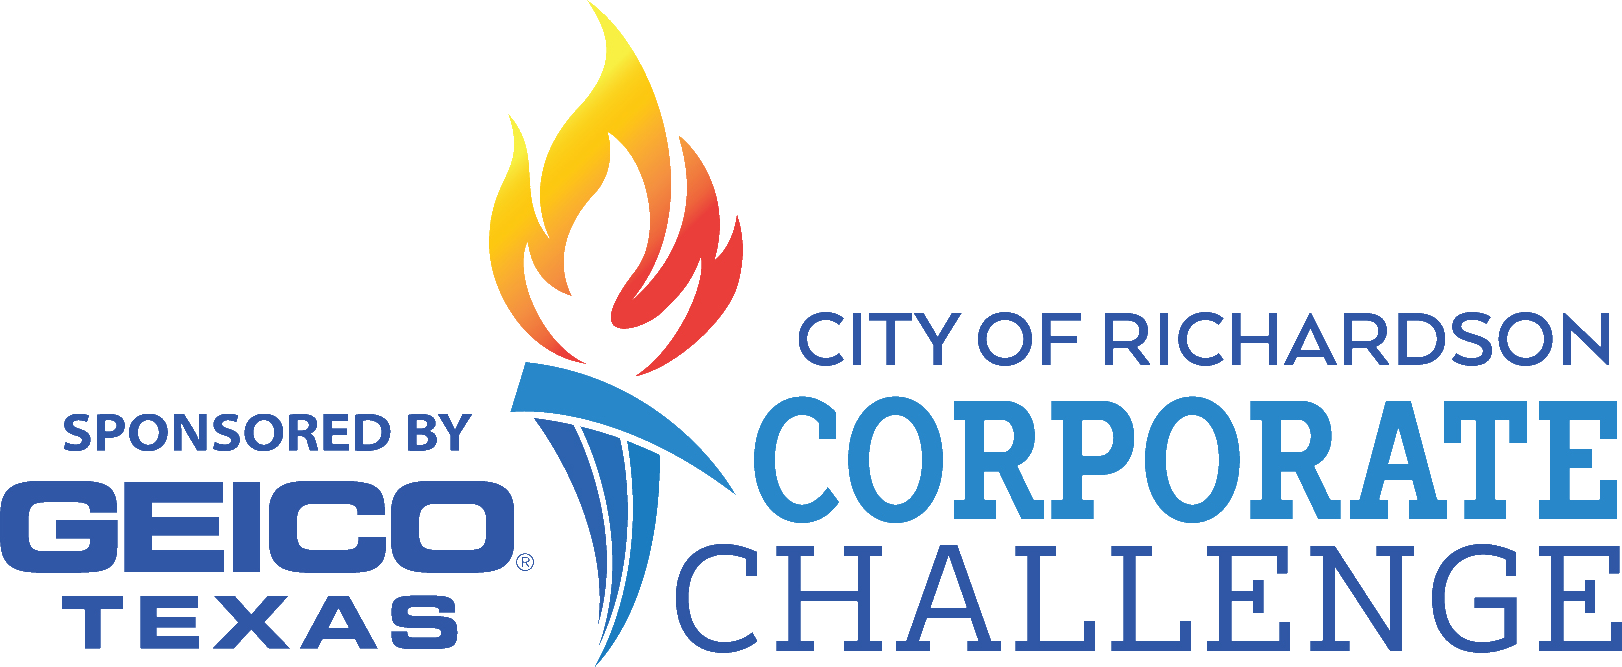 SPONSORED BY
GEICO®
TEXAS
CITY OF RICHARDSON
CORPORATE
CHALLENGE